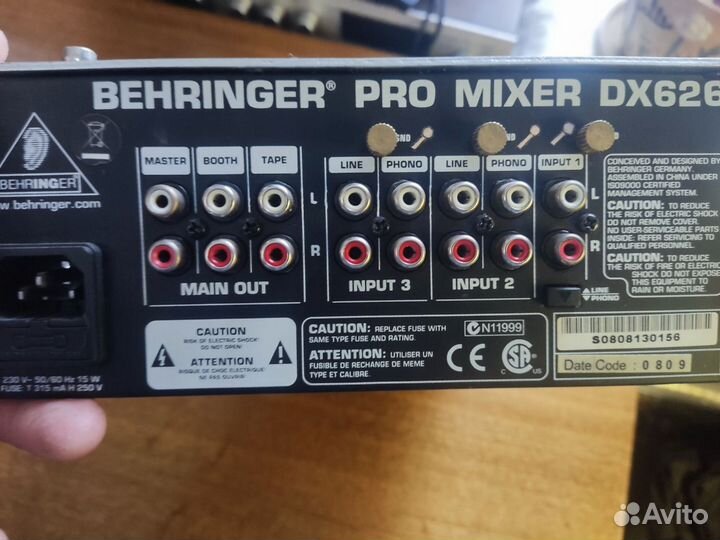 BEHRINGER® PRO MIXER DX626
MASTER BOOTH TAPE
LINE PHONO LINE PHONO INPUT 1
GND
L
R
L
R
MAIN OUT
INPUT 3
INPUT 2
LINE
PHONO
BEHRINGER
www.behringer.com
CONCEIVED AND DESIGNED BY
BEHRINGER GERMANY.
ASSEMBLED IN CHINA UNDER
ISO9000 CERTIFIED
MANAGEMENT SYSTEM.
CAUTION: TO REDUCE
THE RISK OF ELECTRIC SHOCK
DO NOT REMOVE COVER.
NO USER-SERVICEABLE PARTS
INSIDE: REFER SERVICING TO
QUALIFIED PERSONNEL.
CAUTION: TO REDUCE
THE RISK OF FIRE OR ELECTRIC
SHOCK DO NOT EXPOSE
THIS EQUIPMENT TO
RAIN OR MOISTURE.
230 V~ 50/60 Hz 15 W
FUSE: T 315 mA H 250 V
CAUTION
RISK OF ELECTRIC SHOCK!
DO NOT OPEN!
ATTENTION
RISQUE DE CHOC ELECTRIQUE!
NE PAS OUVRIR!
CAUTION: REPLACE FUSE WITH
SAME TYPE FUSE AND RATING.
ATTENTION: UTILISER UN
FUSIBLE DE RECHANGE DE MEME
TYPE ET CALIBRE.
N11999
CE
SA
C US
S0808130156
Date Code : 0809
Avito